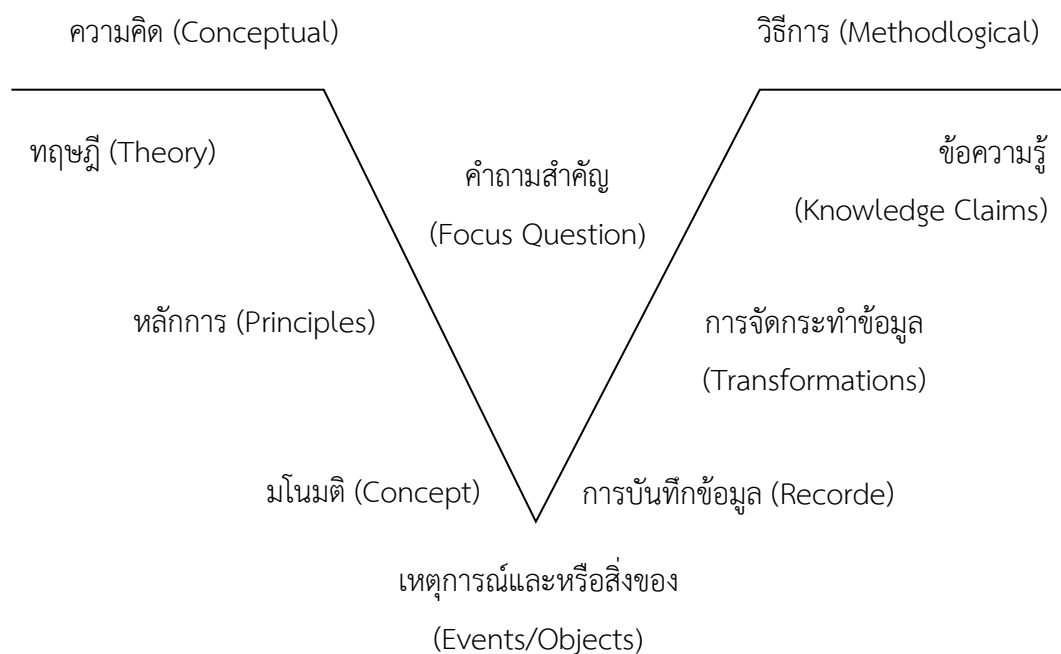 ความคิด (Conceptual)
วิธีการ (Methodlogical)
ทฤษฎี (Theory)
คำถามสำคัญ
(Focus Question)
ข้อความรู้
(Knowledge Claims)
หลักการ (Principles)
การจัดกระทำข้อมูล
(Transformations)
มโนมติ (Concept)
การบันทึกข้อมูล (Recorde)
เหตุการณ์และหรือสิ่งของ
(Events/Objects)